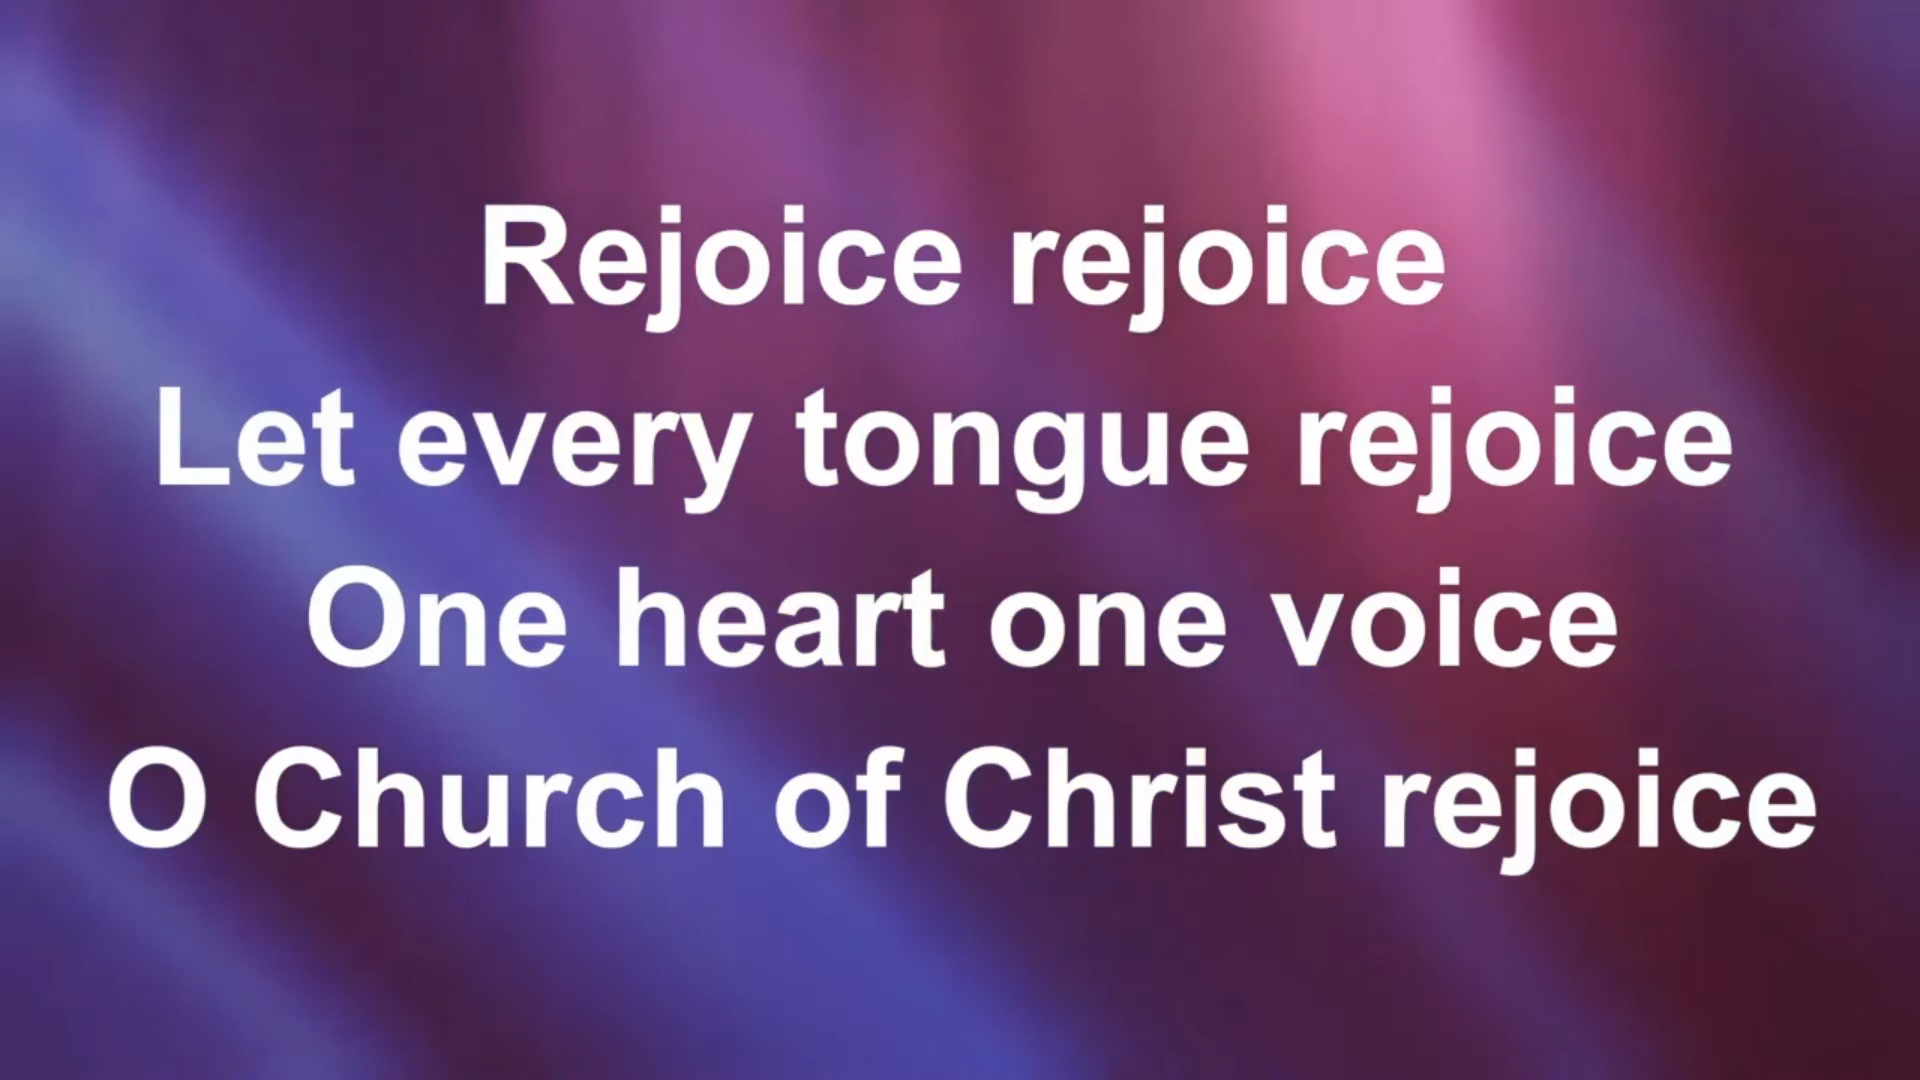 Rejoice rejoice
Let every tongue rejoice
One heart one voice
O Church of Christ rejoice